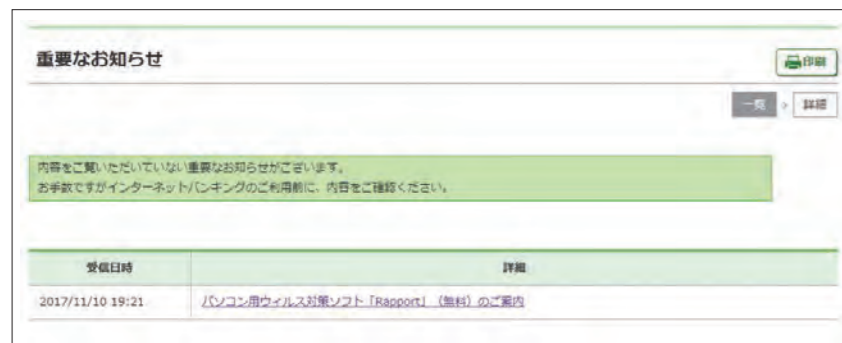 重要なお知らせ
印刷
一覧 > 詳細
内容をご覧いただいていない重要なお知らせがございます。
お手数ですがインターネットバンキングのご利用前に、内容をご確認ください。
受信日時 詳細
2017/11/10 19:21 パソコン用ウィルス対策ソフト「Rapport」(無料)のご案内